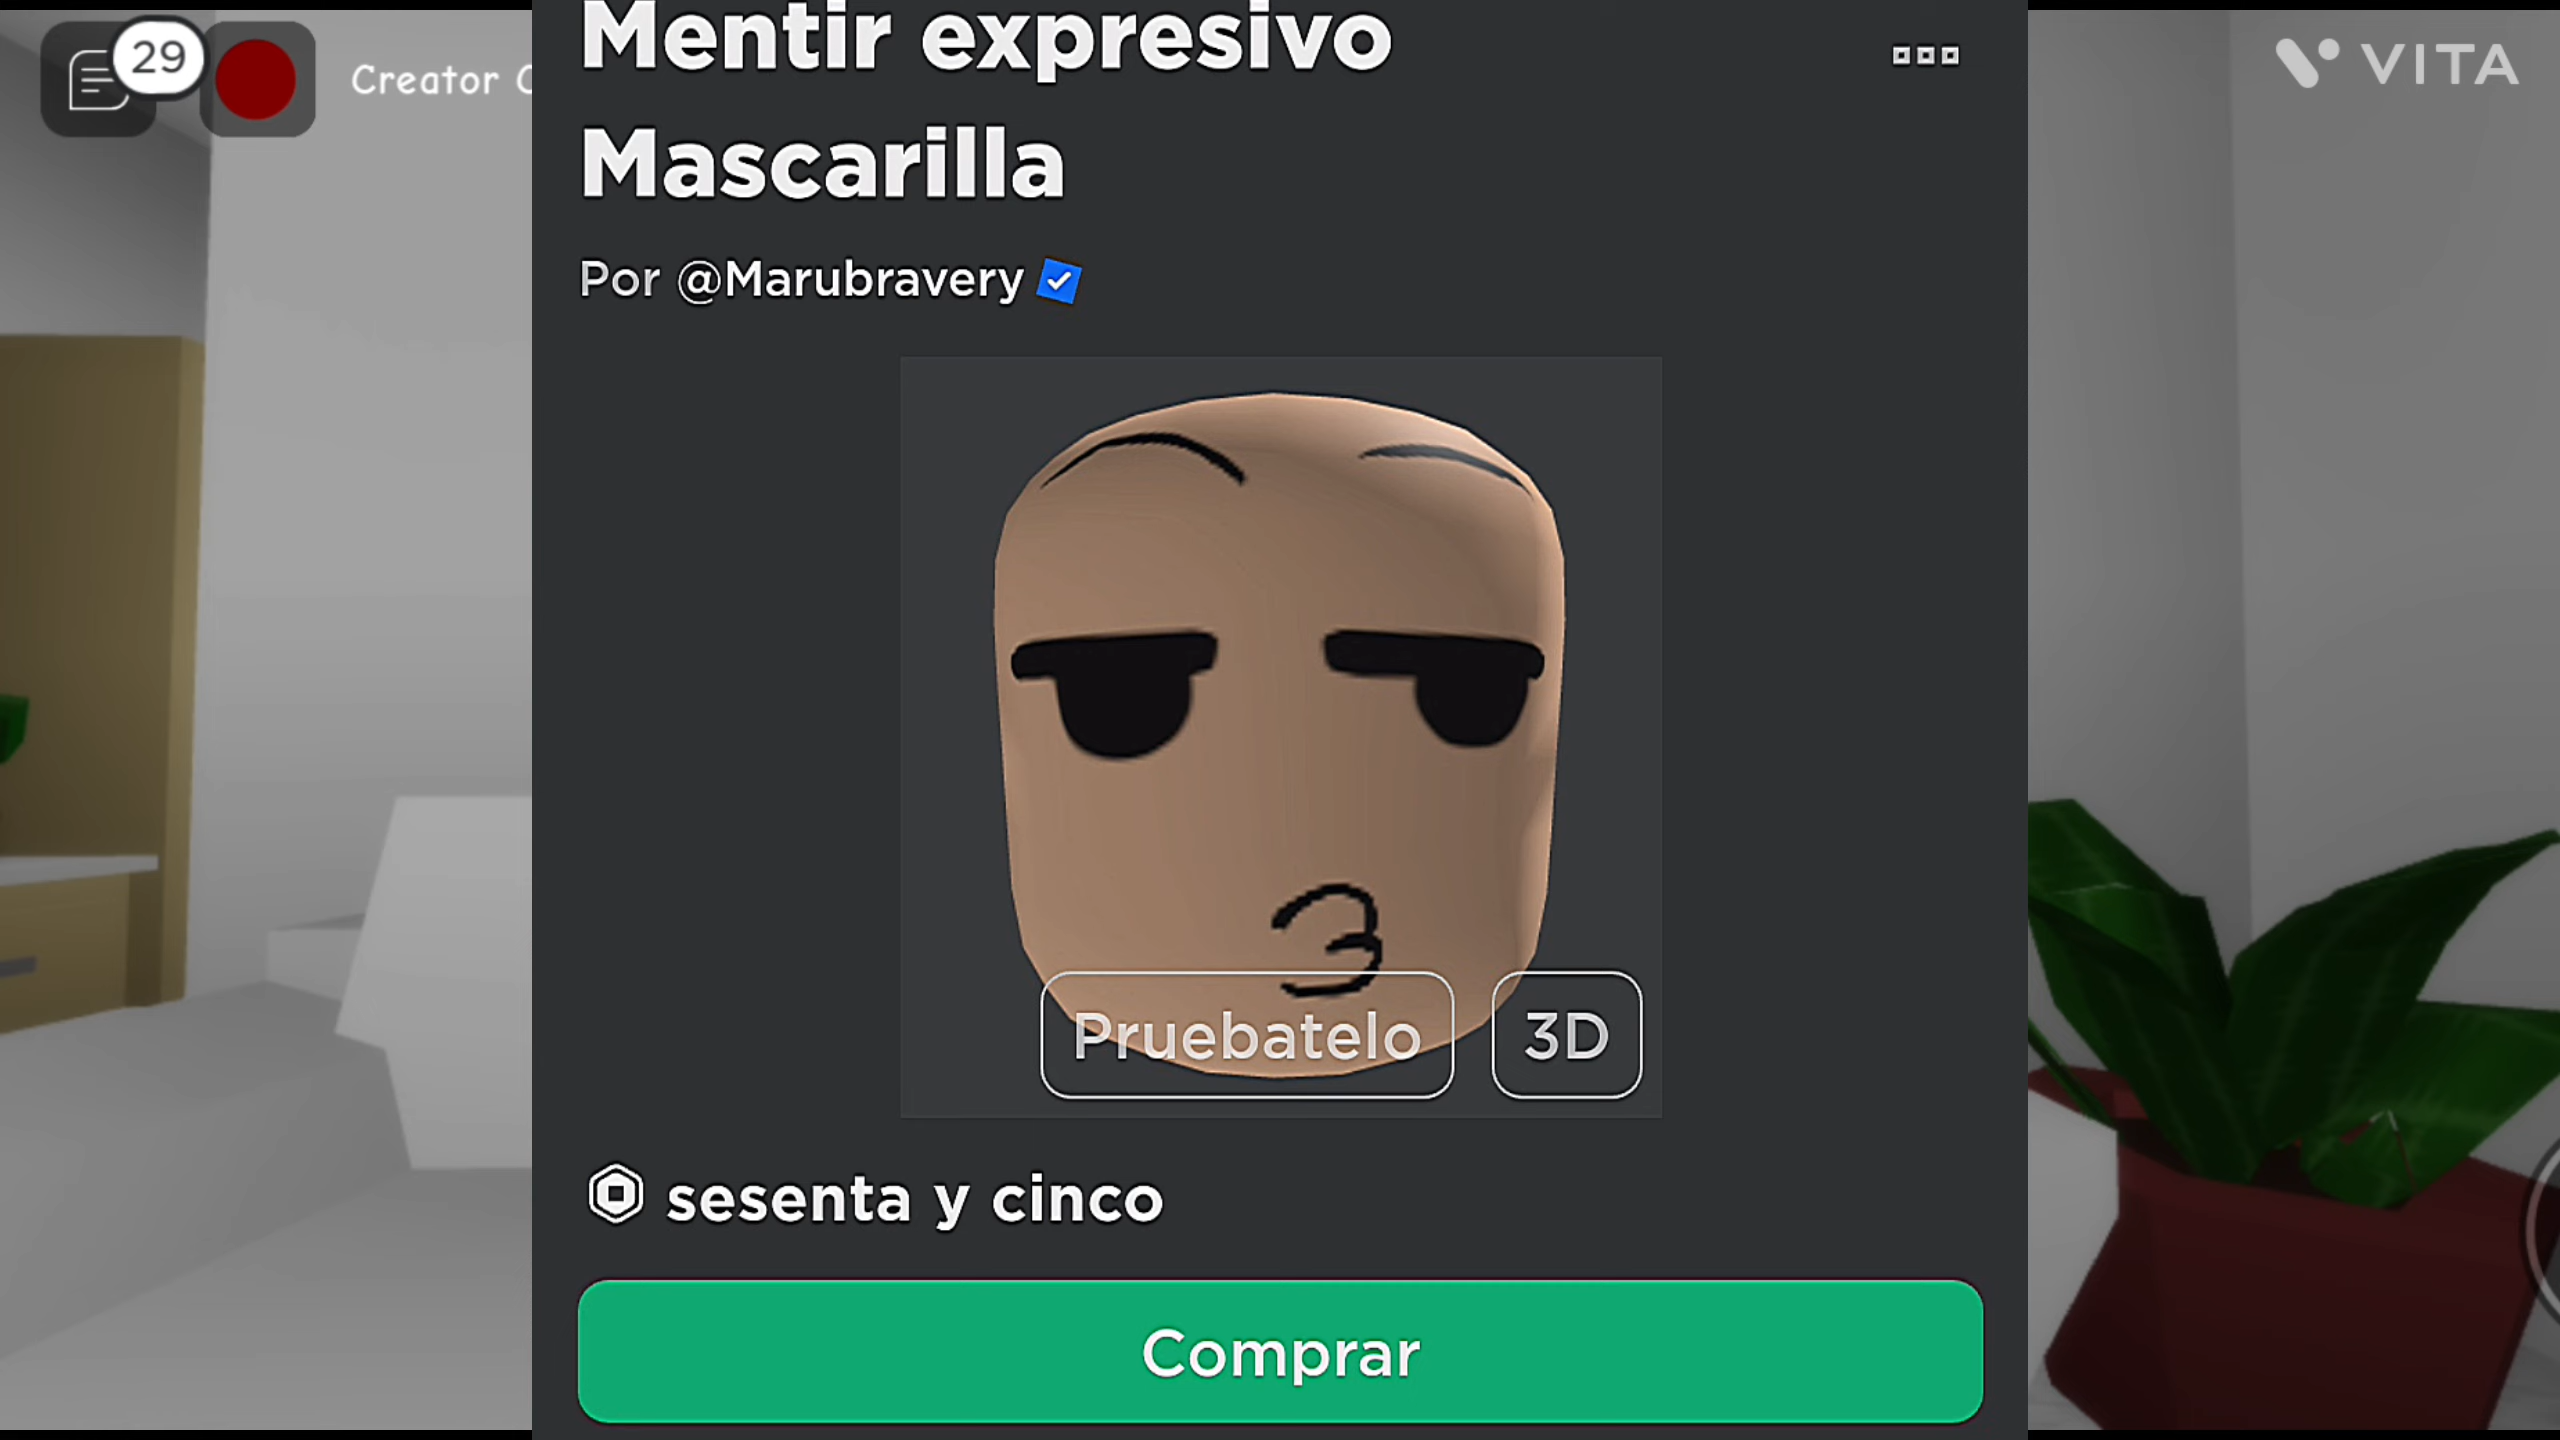 29
Creator
Mentir expresivo
Mascarilla
Por @Marubravery
VITA
Pruebatelo
3D
sesenta y cinco
Comprar